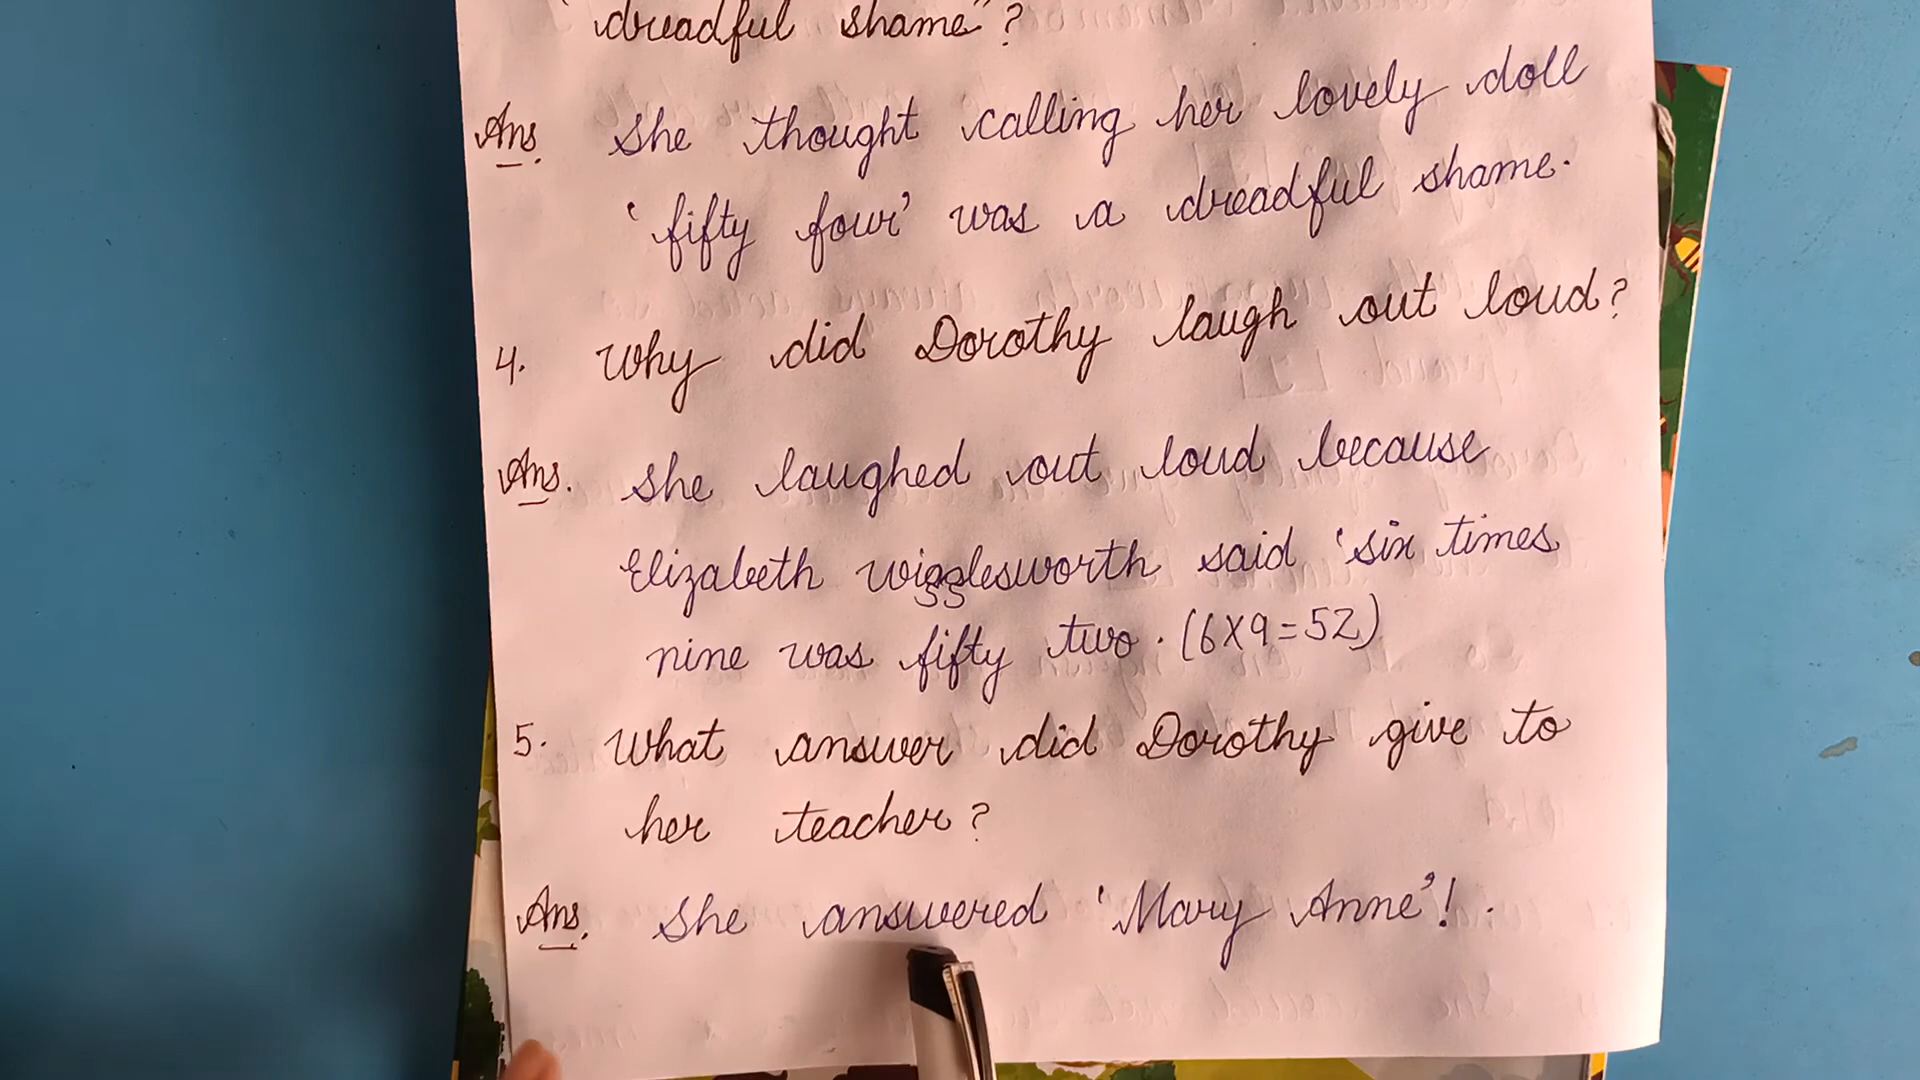 dreadful shame"?
Ans. She thought calling her lovely doll
'fifty four' was a dreadful shame.
4. Why did Dorothy laugh out loud?
Ans. She laughed out loud because
Elizabeth wigglesworth said 'six times
nine was fifty two. (6X9=52)
5. What answer did Dorothy give to
her teacher?
Ans. She answered 'Mary Anne'! .